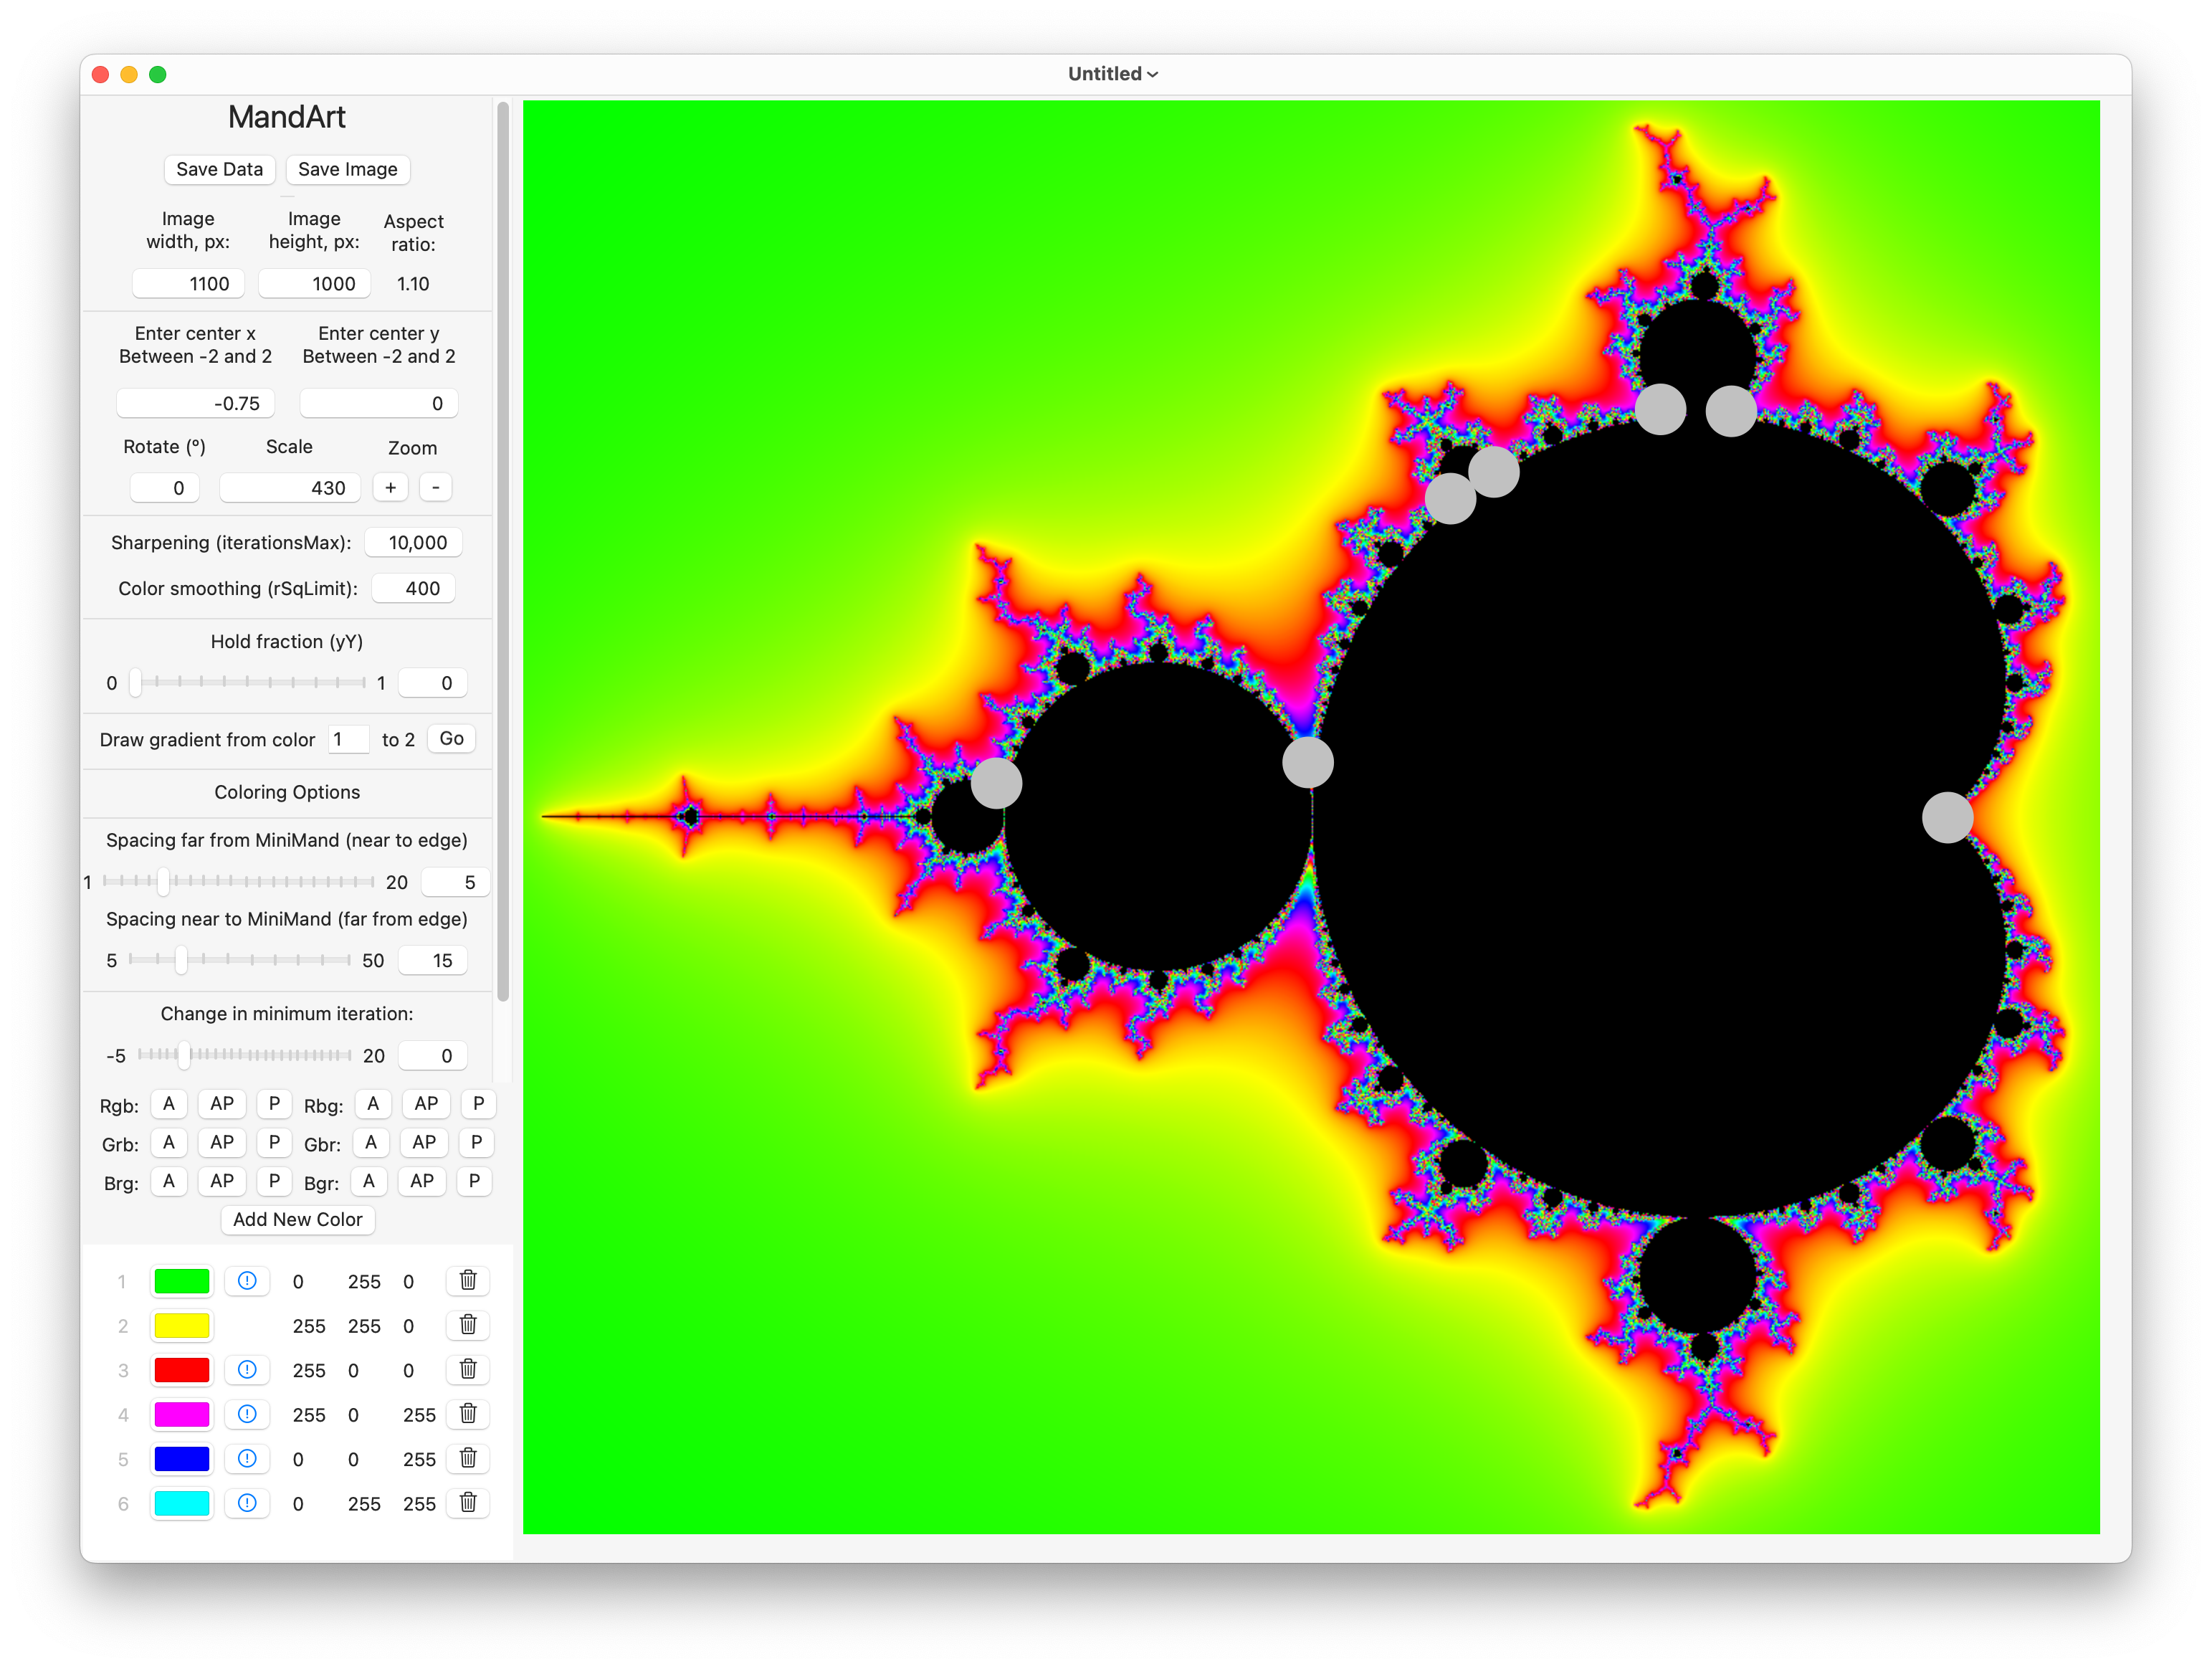 Untitled
MandArt
Save Data Save Image
Image Image Aspect
width, px: height, px: ratio:
1100 1000 1.10
Enter center x Enter center y
Between -2 and 2 Between -2 and 2
-0.75 0
Rotate (º) Scale Zoom
0 430 + -
Sharpening (iterationsMax): 10,000
Color smoothing (rSqLimit): 400
Hold fraction (yY)
0 1 0
Draw gradient from color 1 to 2 Go
Coloring Options
Spacing far from MiniMand (near to edge)
1 20 5
Spacing near to MiniMand (far from edge)
5 50 15
Change in minimum iteration:
-5 20 0
Rgb: A AP P Rbg: A AP P
Grb: A AP P Gbr: A AP P
Brg: A AP P Bgr: A AP P
Add New Color
1 0 255 0
2 255 255 0
3 255 0 0
4 255 0 255
5 0 0 255
6 0 255 255